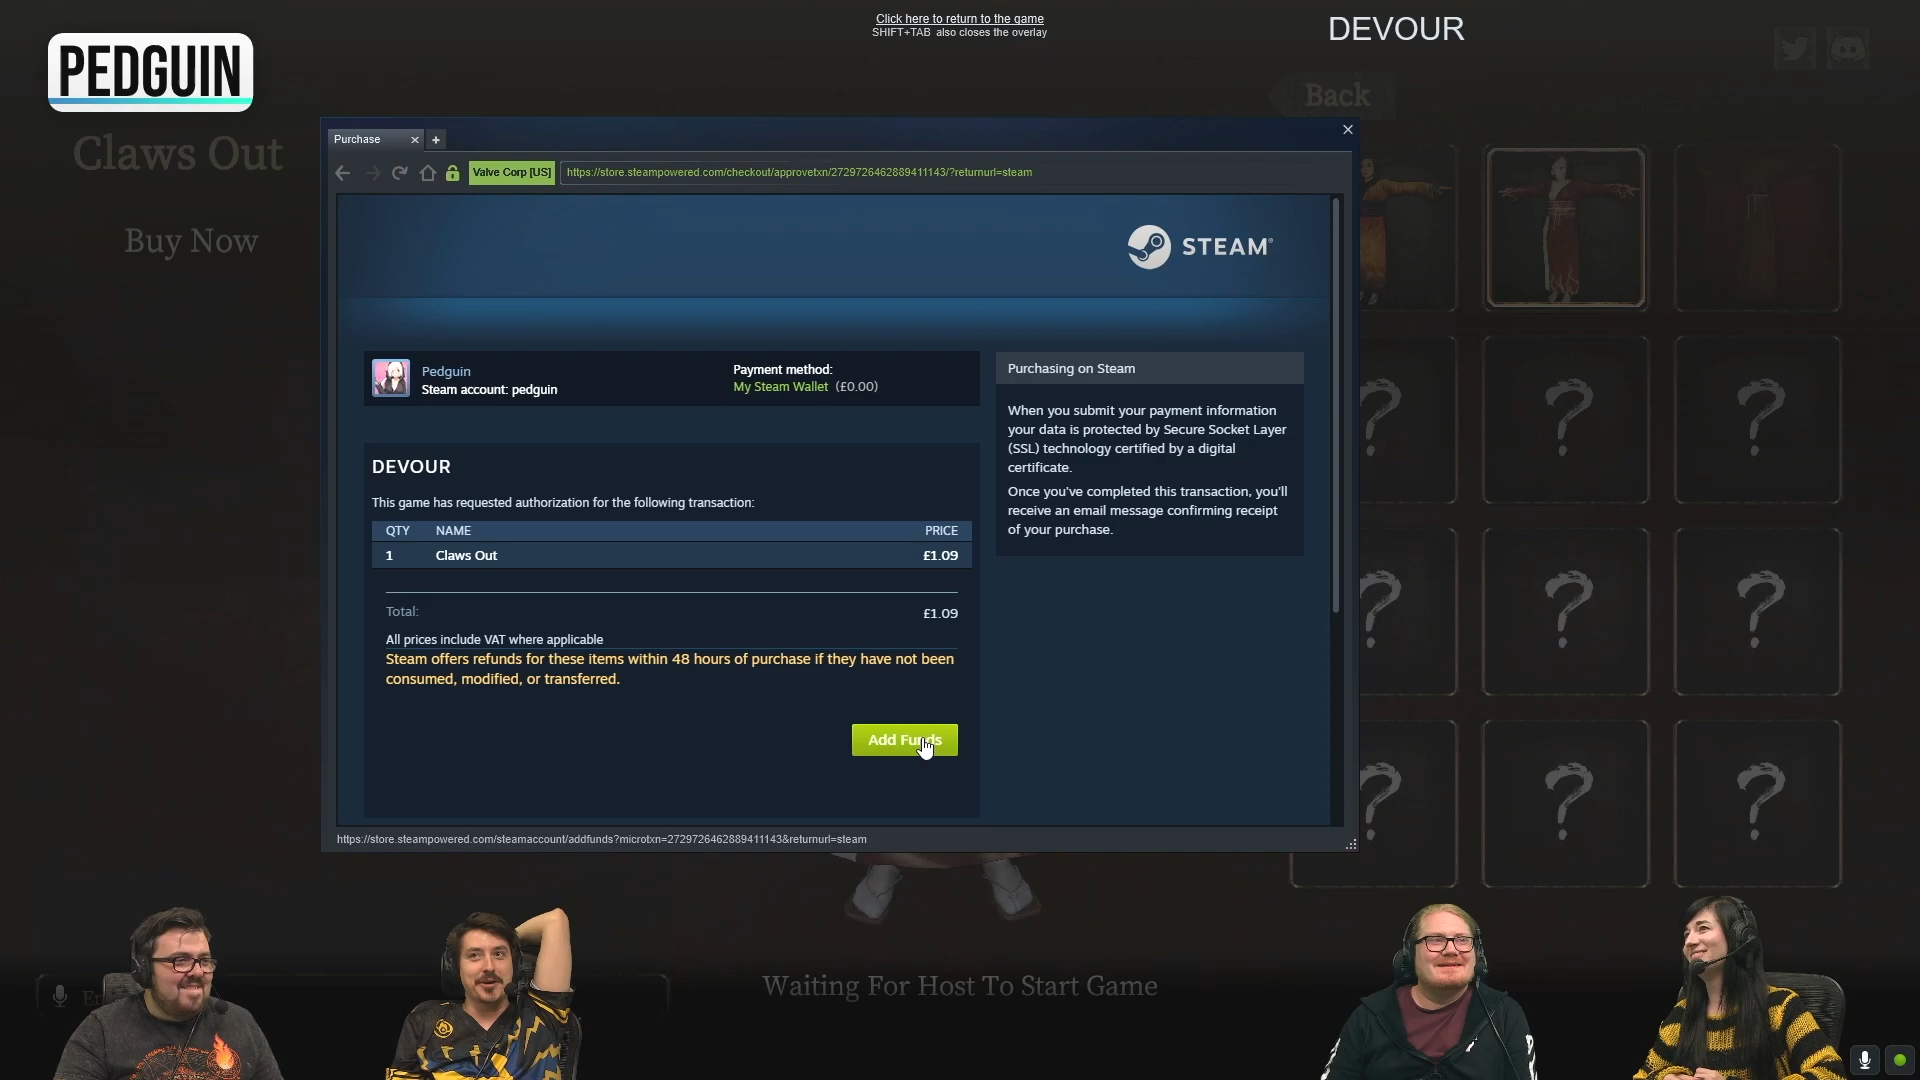 Click here to return to the game
SHIFT+TAB also closes the overlay
DEVOUR
PEDGUIN
Claws Out
Buy Now
Back
Purchase
Valve Corp [US]
https://store.steampowered.com/checkout/approvetxn/2729726462889411143/?returnurl=steam
STEAM®
Pedguin
Steam account: pedguin
Payment method:
My Steam Wallet (£0.00)
Purchasing on Steam
When you submit your payment information
your data is protected by Secure Socket Layer
(SSL) technology certified by a digital
certificate.
Once you've completed this transaction, you'll
receive an email message confirming receipt
of your purchase.
DEVOUR
This game has requested authorization for the following transaction:
QTY NAME PRICE
1 Claws Out £1.09
Total: £1.09
All prices include VAT where applicable
Steam offers refunds for these items within 48 hours of purchase if they have not been
consumed, modified, or transferred.
Add Funds
https://store.steampowered.com/steamaccount/addfunds?microtxn=2729726462889411143&returnurl=steam
? ? ?
? ? ?
? ? ?
Waiting For Host To Start Game